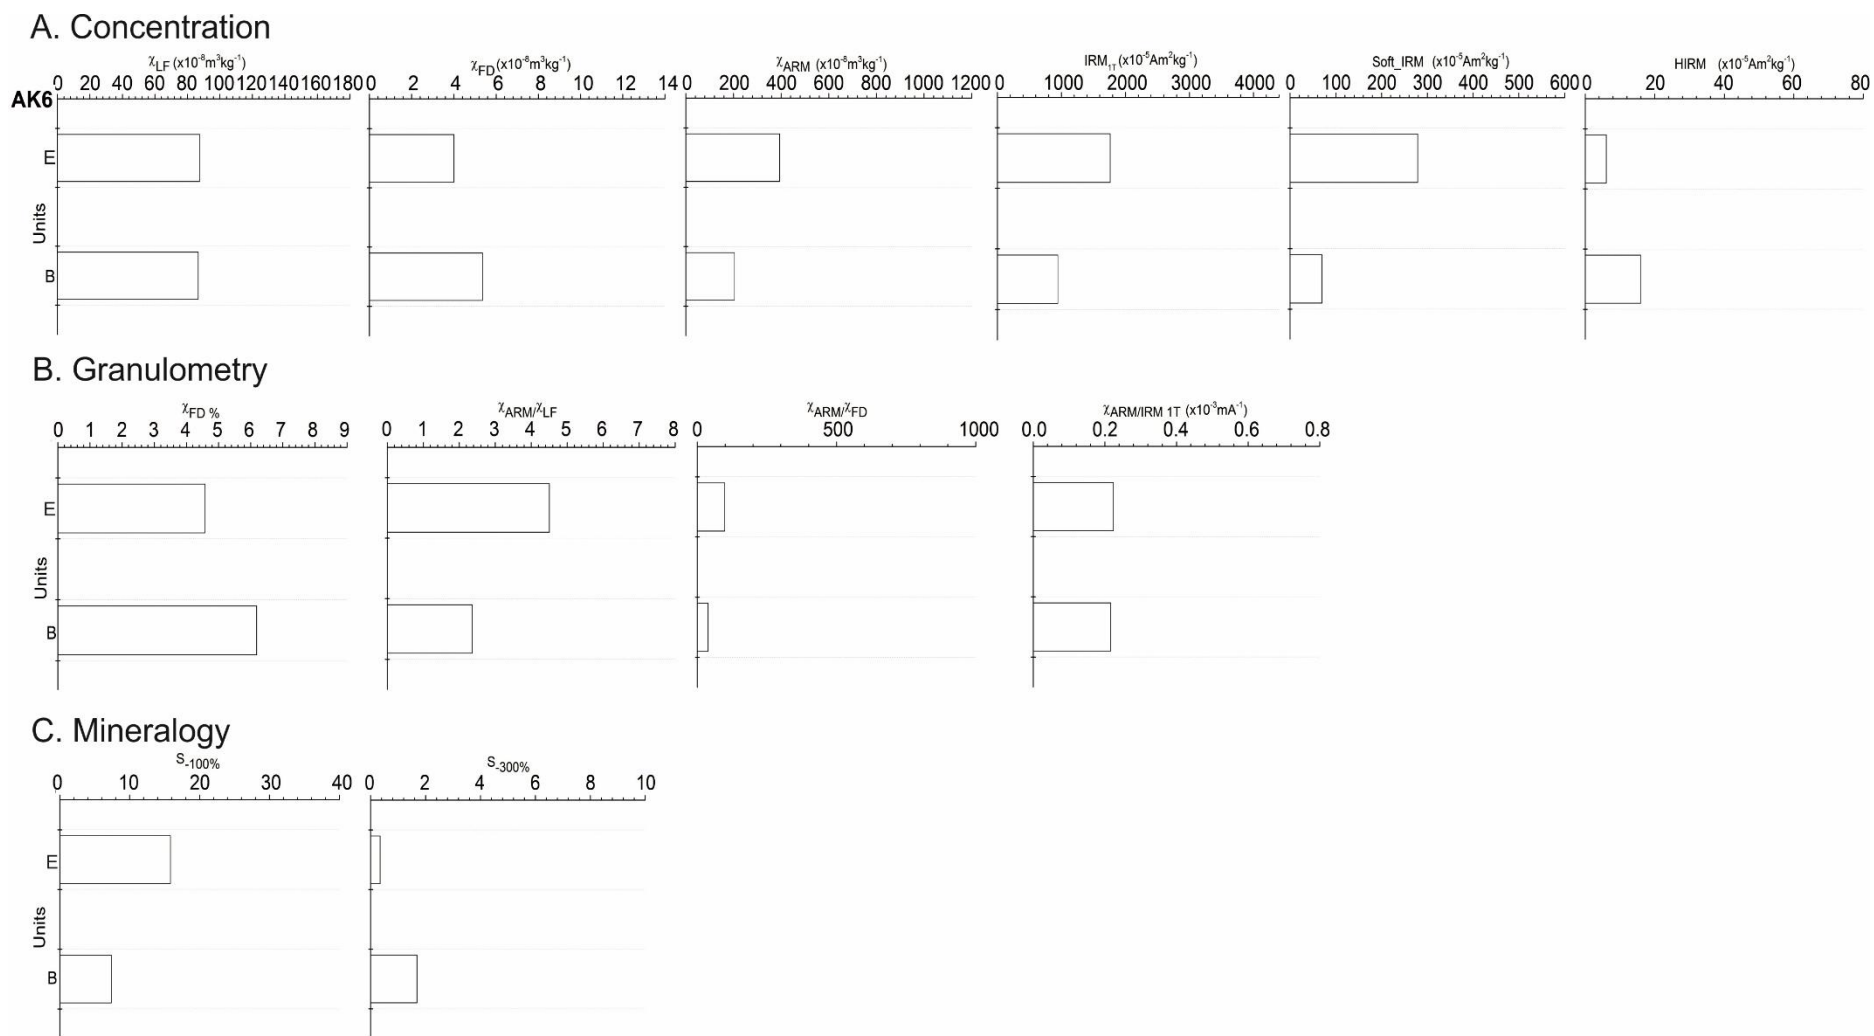 A. Concentration
χLF (x10⁻⁸m³kg⁻¹)
0 20 40 60 80 100 120 140 160 180
χFD (x10⁻⁸m³kg⁻¹)
0 2 4 6 8 10 12 14
χARM (x10⁻⁸m³kg⁻¹)
0 200 400 600 800 1000 1200
IRM1T (x10⁻⁵Am²kg⁻¹)
0 1000 2000 3000 4000
Soft_IRM (x10⁻⁵Am²kg⁻¹)
0 100 200 300 400 500 600
HIRM (x10⁻⁵Am²kg⁻¹)
0 20 40 60 80
AK6
E
Units
B
B. Granulometry
χFD %
0 1 2 3 4 5 6 7 8 9
χARM/χLF
0 1 2 3 4 5 6 7 8
χARM/χFD
0 500 1000
χARM/IRM 1T (x10⁻³mA⁻¹)
0.0 0.2 0.4 0.6 0.8
E
Units
B
C. Mineralogy
S-100%
0 10 20 30 40
S-300%
0 2 4 6 8 10
E
Units
B